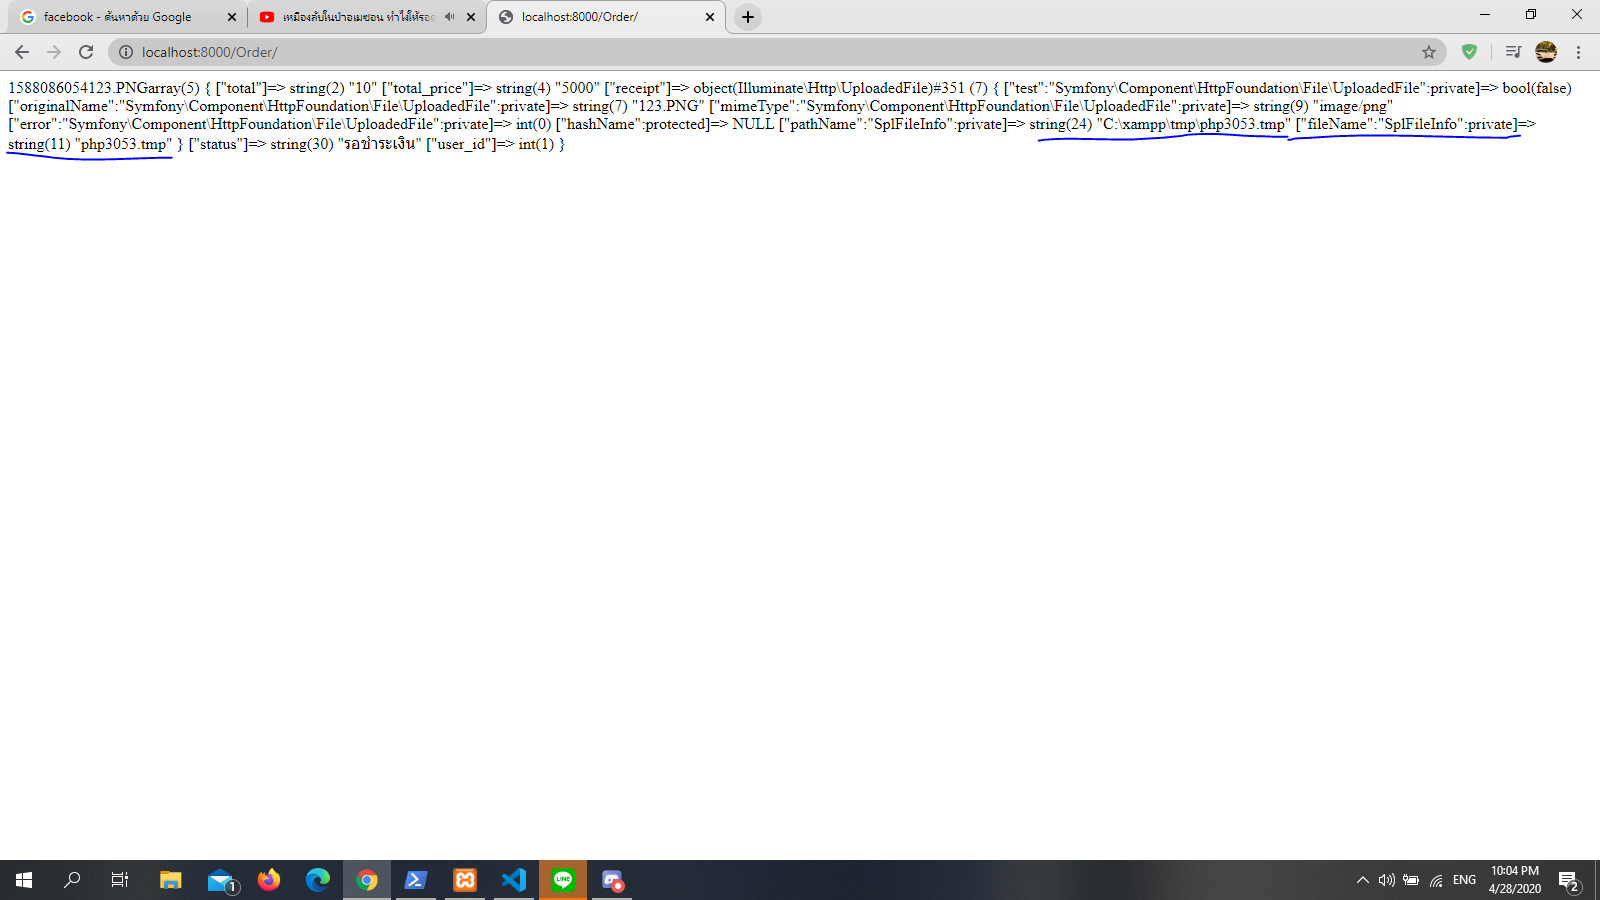 facebook - ค้นหาด้วย Google
เหมืองลับในป่าอเมซอน ทำไงให้รอด
localhost:8000/Order/
localhost:8000/Order/
1588086054123.PNGarray(5) { ["total"]=> string(2) "10" ["total_price"]=> string(4) "5000" ["receipt"]=> object(Illuminate\Http\UploadedFile)#351 (7) { ["test":"Symfony\Component\HttpFoundation\File\UploadedFile":private]=> bool(false)
["originalName":"Symfony\Component\HttpFoundation\File\UploadedFile":private]=> string(7) "123.PNG" ["mimeType":"Symfony\Component\HttpFoundation\File\UploadedFile":private]=> string(9) "image/png"
["error":"Symfony\Component\HttpFoundation\File\UploadedFile":private]=> int(0) ["hashName":protected]=> NULL ["pathName":"SplFileInfo":private]=> string(24) "C:\xampp\tmp\php3053.tmp" ["fileName":"SplFileInfo":private]=>
string(11) "php3053.tmp" } ["status"]=> string(30) "รอชำระเงิน" ["user_id"]=> int(1) }
1
LINE
ENG
10:04 PM
4/28/2020
2